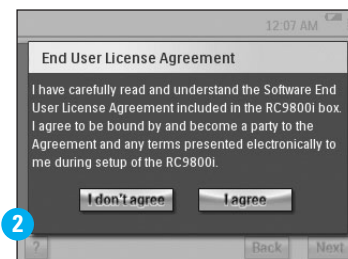 12:07 AM
End User License Agreement
I have carefully read and understand the Software End
User License Agreement included in the RC9800i box.
I agree to be bound by and become a party to the
Agreement and any terms presented electronically to
me during setup of the RC9800i.
I don't agree I agree
2
? Back Next